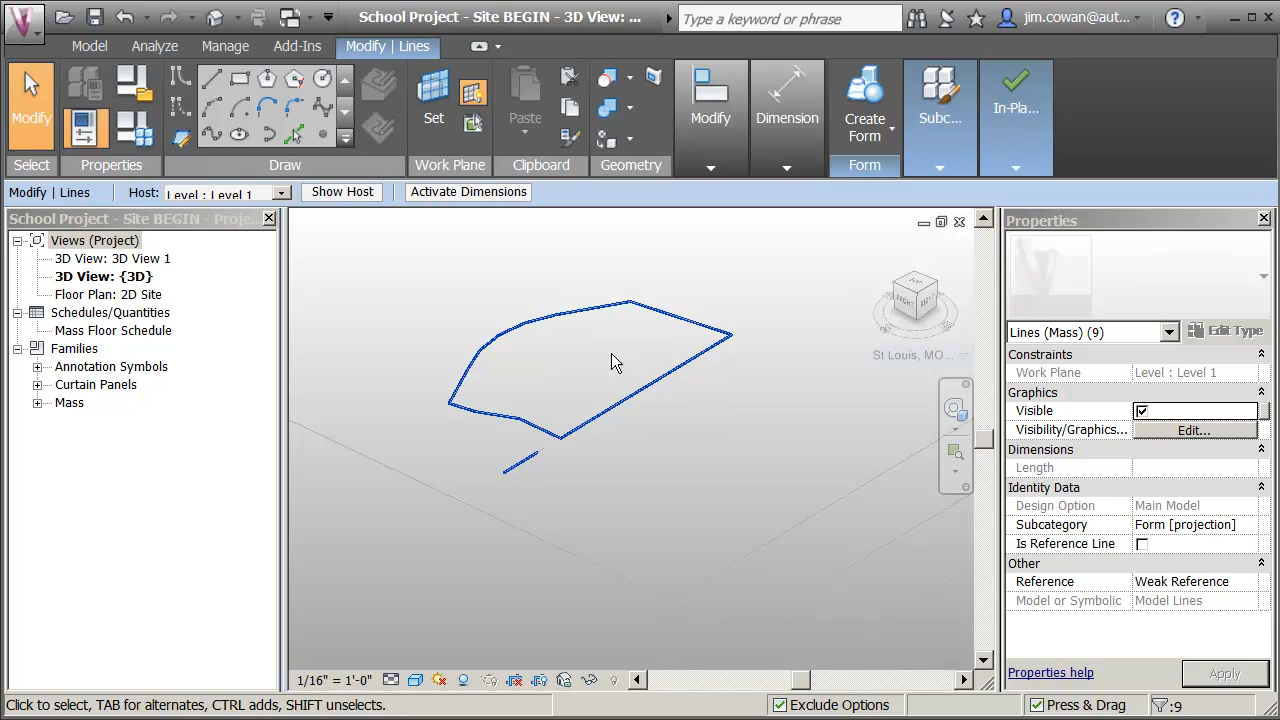 School Project - Site BEGIN - 3D View: ...
Type a keyword or phrase
jim.cowan@aut...
Model
Analyze
Manage
Add-Ins
Modify | Lines
Modify
Set
Paste
Modify
Dimension
Create Form
Subc...
In-Pla...
Select
Properties
Draw
Work Plane
Clipboard
Geometry
Form
Modify | Lines
Host:
Level : Level 1
Show Host
Activate Dimensions
School Project - Site BEGIN - Proje...
Views (Project)
3D View: 3D View 1
3D View: {3D}
Floor Plan: 2D Site
Schedules/Quantities
Mass Floor Schedule
Families
Annotation Symbols
Curtain Panels
Mass
FRONT
RIGHT
St Louis, MO...
1/16" = 1'-0"
Properties
Lines (Mass) (9)
Edit Type
Constraints
Work Plane
Level : Level 1
Graphics
Visible
Visibility/Graphics...
Edit...
Dimensions
Length
Identity Data
Design Option
Main Model
Subcategory
Form [projection]
Is Reference Line
Other
Reference
Weak Reference
Model or Symbolic
Model Lines
Properties help
Apply
Click to select, TAB for alternates, CTRL adds, SHIFT unselects.
Exclude Options
Press & Drag
:9